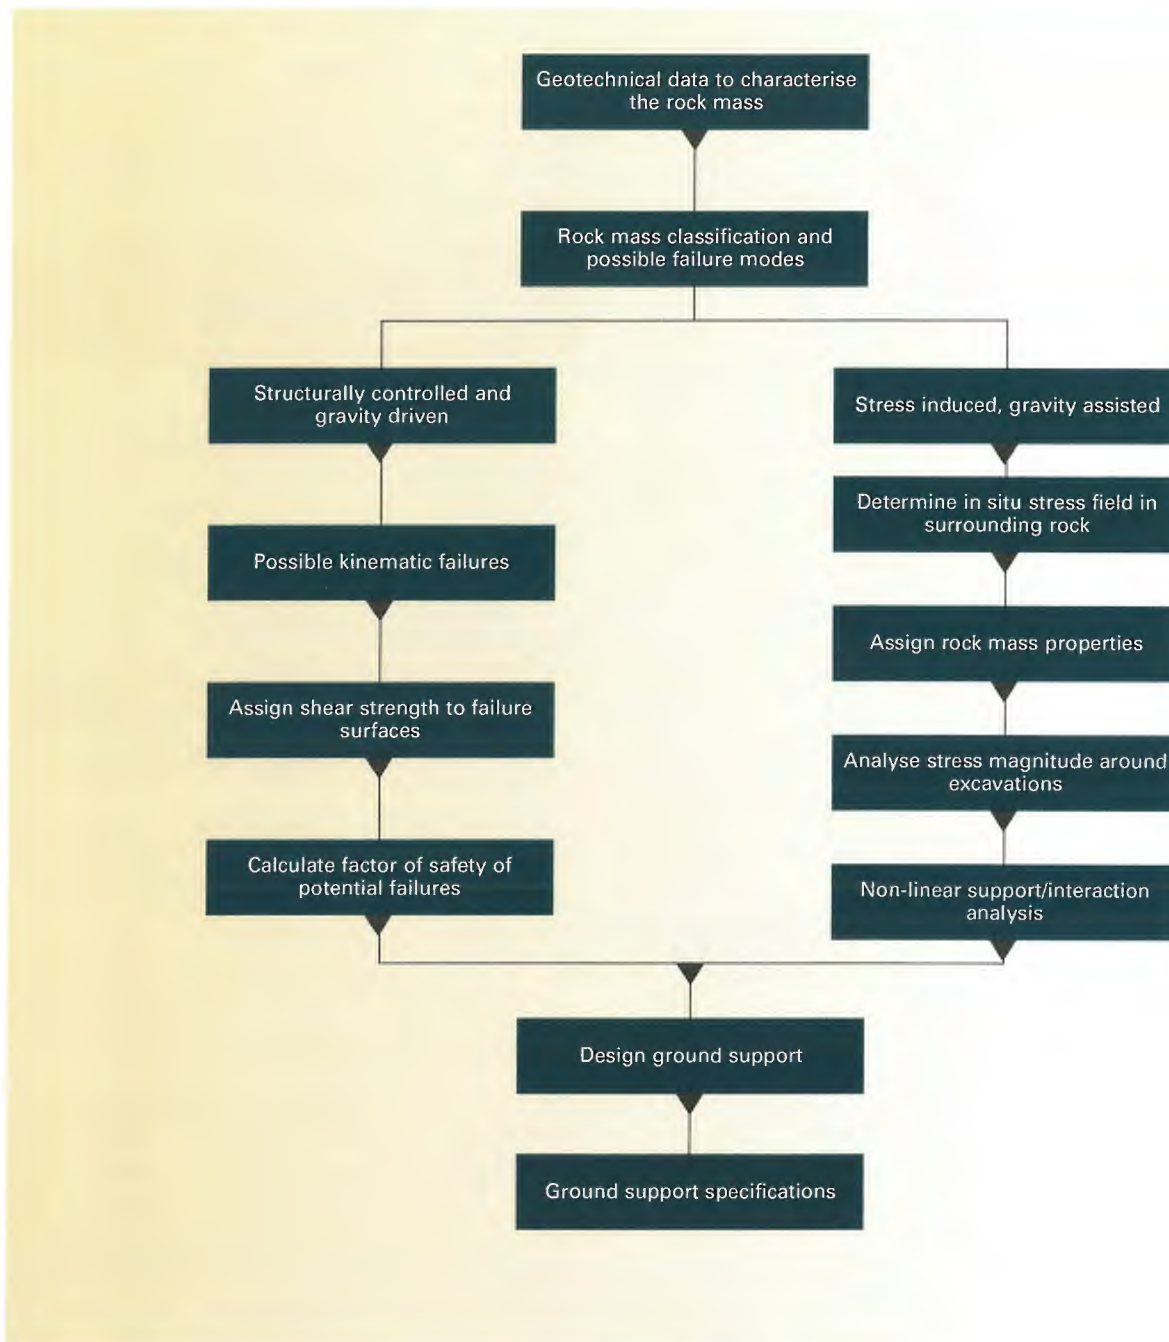 Geotechnical data to characterise
the rock mass
Rock mass classification and
possible failure modes
Structurally controlled and
gravity driven
Possible kinematic failures
Assign shear strength to failure
surfaces
Calculate factor of safety of
potential failures
Stress induced, gravity assisted
Determine in situ stress field in
surrounding rock
Assign rock mass properties
Analyse stress magnitude around
excavations
Non-linear support/interaction
analysis
Design ground support
Ground support specifications